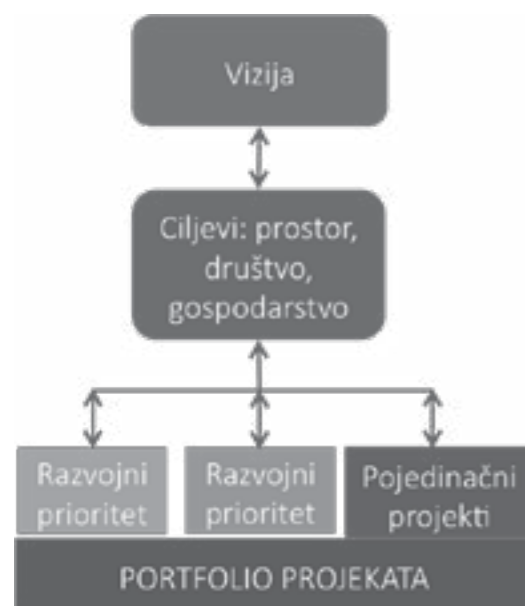 Vizija
Ciljevi: prostor,
društvo,
gospodarstvo
Razvojni
prioritet
Razvojni
prioritet
Pojedinačni
projekti
PORTFOLIO PROJEKATA